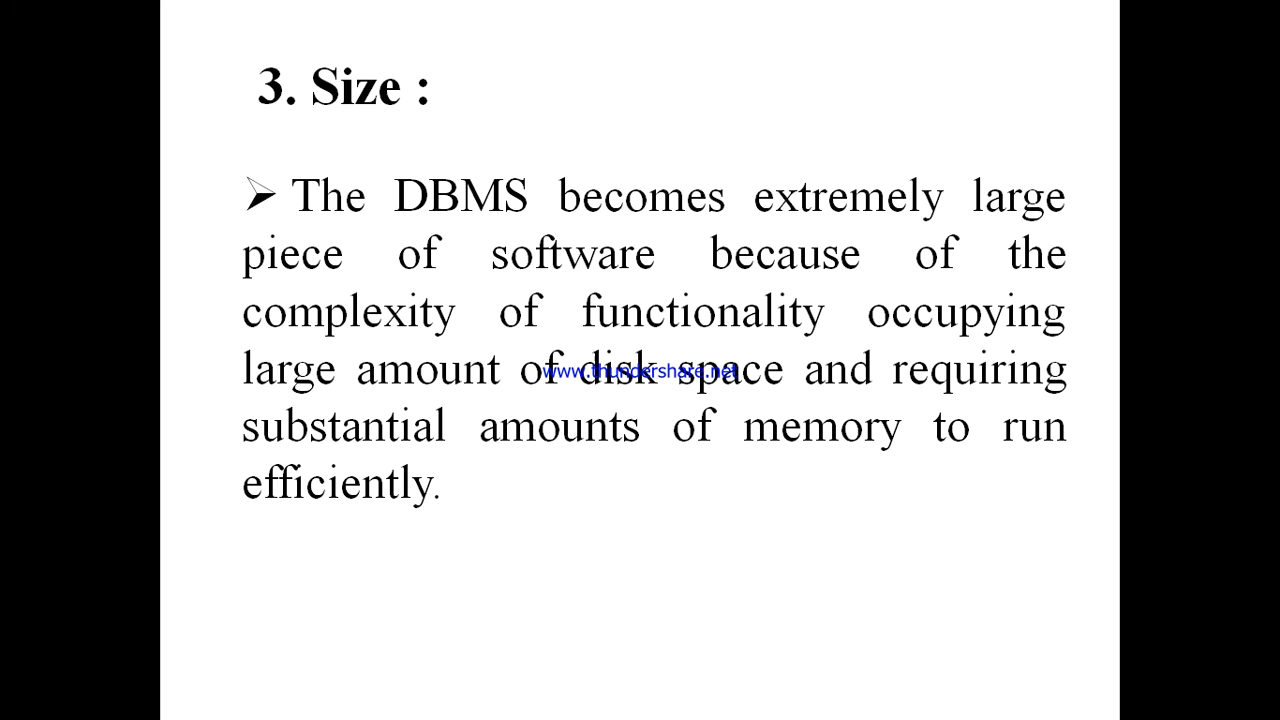 3. Size :
➢ The DBMS becomes extremely large
piece of software because of the
complexity of functionality occupying
large amount of disk space and requiring
www.thundershare.net
substantial amounts of memory to run
efficiently.